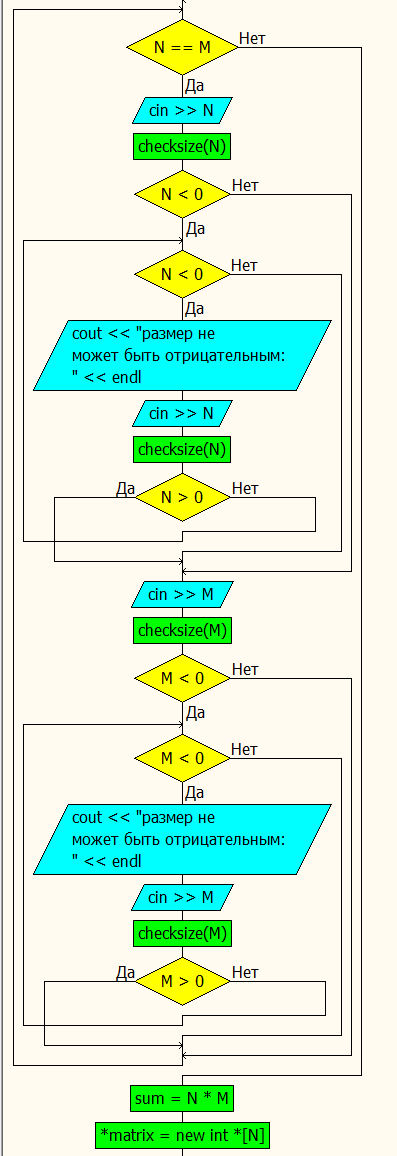 N == M
Нет
Да
cin >> N
checksize(N)
N < 0
Нет
Да
N < 0
Нет
Да
cout << "размер не
может быть отрицательным:
" << endl
cin >> N
checksize(N)
Да
N > 0
Нет
cin >> M
checksize(M)
M < 0
Нет
Да
M < 0
Нет
Да
cout << "размер не
может быть отрицательным:
" << endl
cin >> M
checksize(M)
Да
M > 0
Нет
sum = N * M
*matrix = new int *[N]